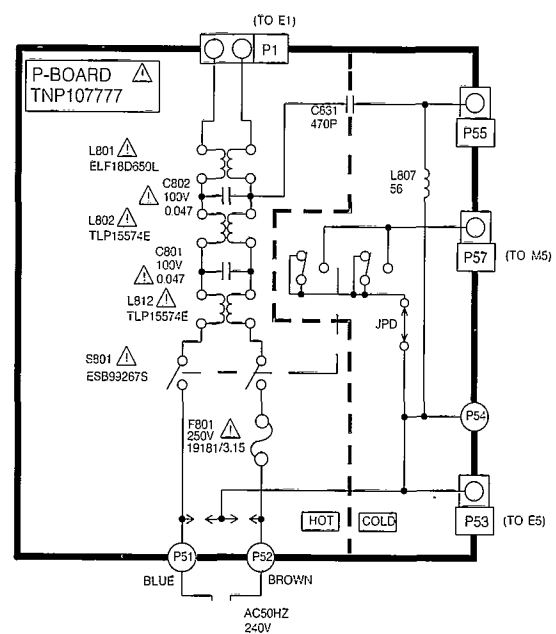 (TO E1)
P1
P-BOARD
TNP107777
C631
470P
P55
L801
ELF18D650L
C802
100V
0.047
L807
56
L802
TLP15574E
P57
(TO M5)
C801
100V
0.047
L812
TLP15574E
JPD
S801
ESB99267S
P54
F801
250V
19181/3.15
HOT
COLD
P53
(TO E5)
P51
P52
BLUE
BROWN
AC50HZ
240V